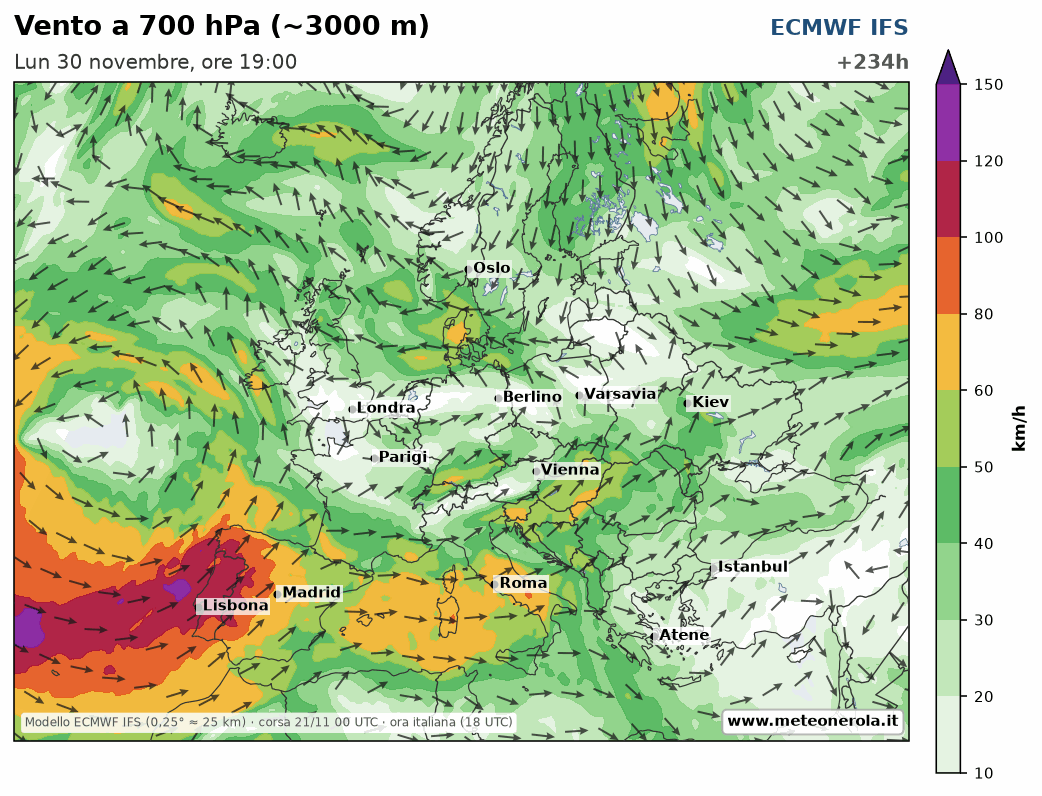 Vento a 700 hPa (~3000 m)
ECMWF IFS
Lun 30 novembre, ore 19:00
+234h
150
120
100
80
60
50
40
30
20
10
km/h
Oslo
Londra
Berlino
Varsavia
Kiev
Parigi
Vienna
Istanbul
Roma
Madrid
Lisbona
Atene
Modello ECMWF IFS (0,25° ≈ 25 km) · corsa 21/11 00 UTC · ora italiana (18 UTC)
www.meteonerola.it